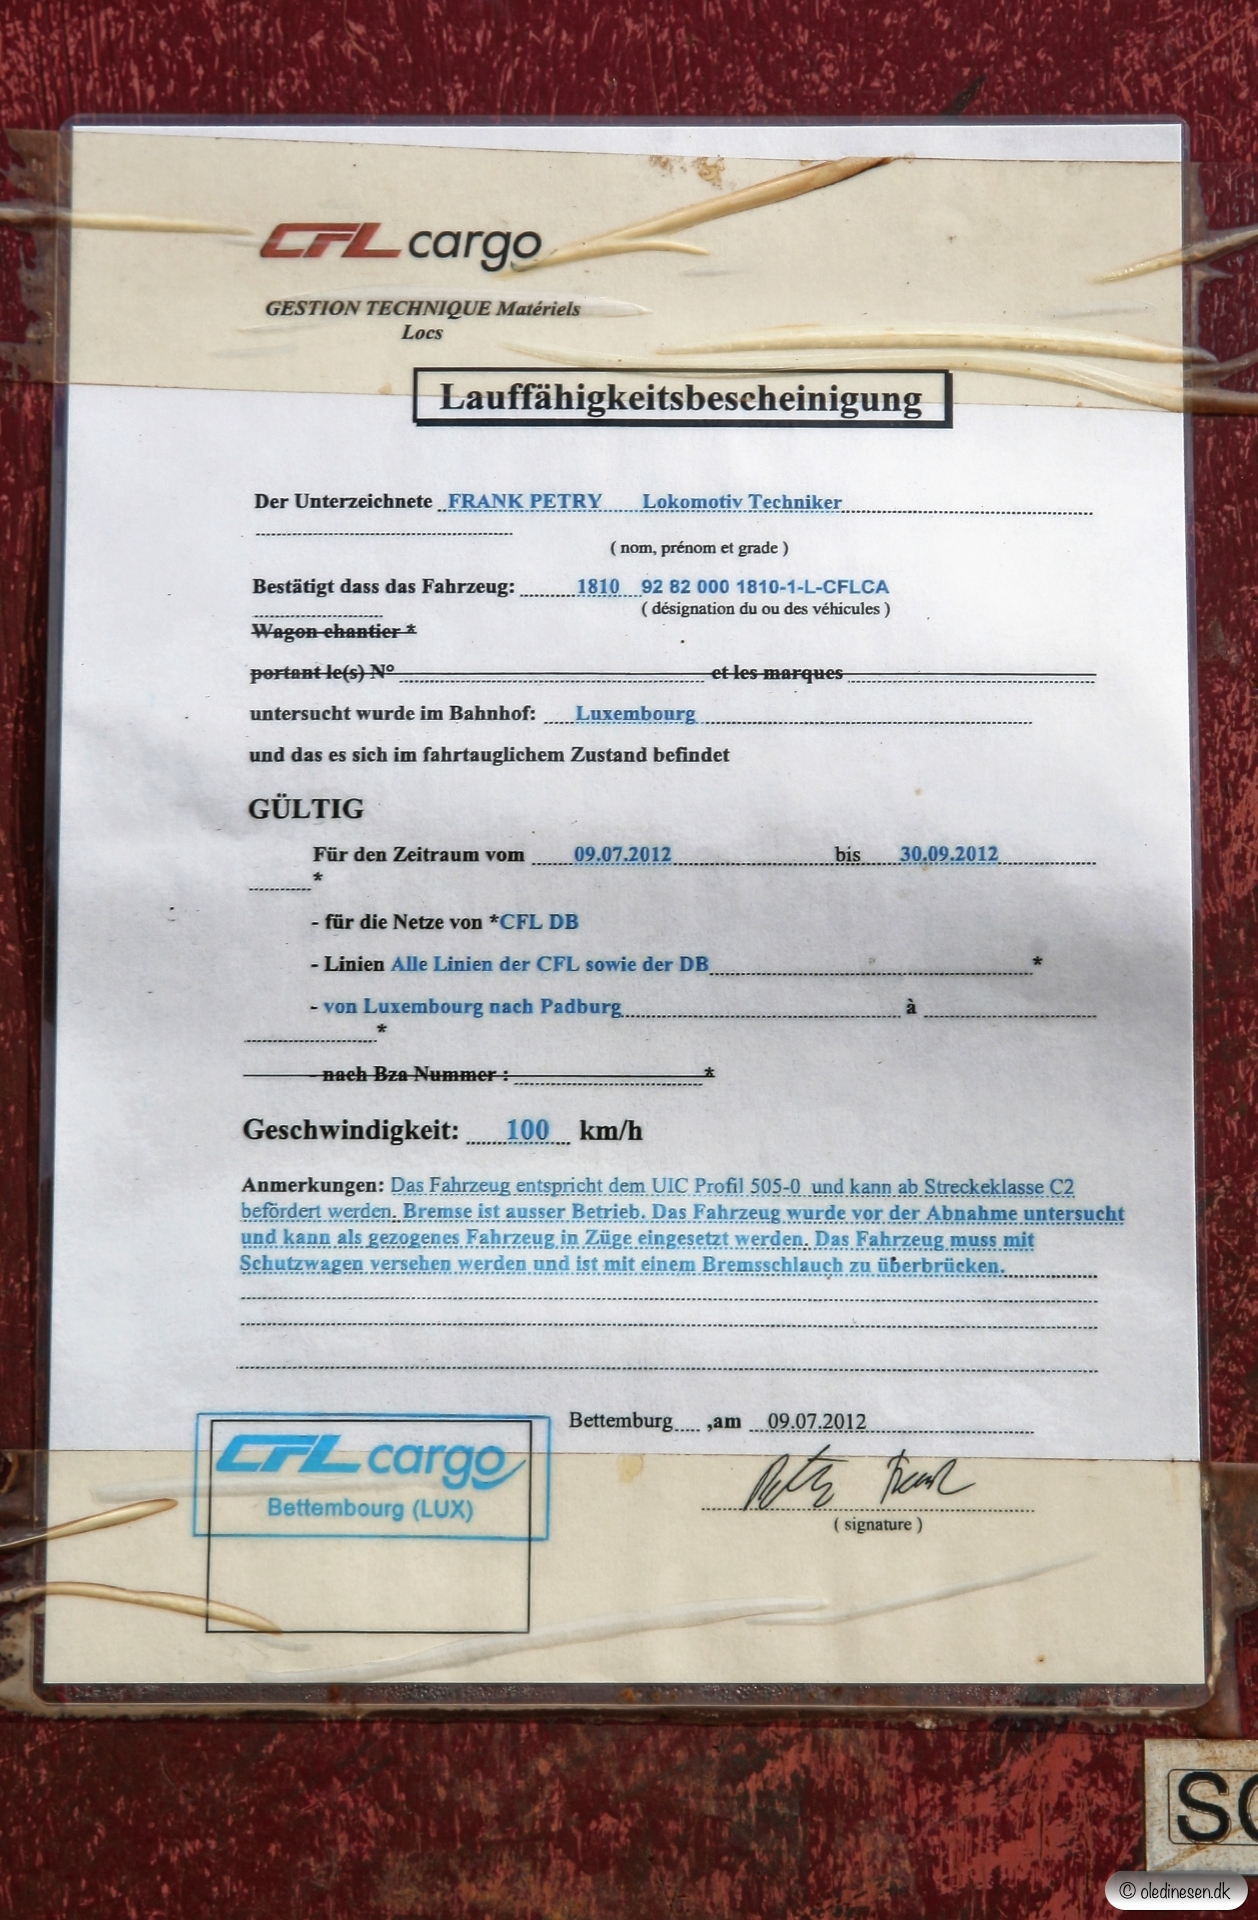 CFL cargo
GESTION TECHNIQUE Matériels
Locs
Lauffähigkeitsbescheinigung
Der Unterzeichnete FRANK PETRY Lokomotiv Techniker
( nom, prénom et grade )
Bestätigt dass das Fahrzeug: 1810 92 82 000 1810-1-L-CFLCA
( désignation du ou des véhicules )
Wagon chantier *
portant le(s) N° et les marques
untersucht wurde im Bahnhof: Luxembourg
und das es sich im fahrtauglichem Zustand befindet
GÜLTIG
Für den Zeitraum vom 09.07.2012 bis 30.09.2012
*
- für die Netze von *CFL DB
- Linien Alle Linien der CFL sowie der DB *
- von Luxembourg nach Padburg à
*
- nach Bza Nummer : *
Geschwindigkeit: 100 km/h
Anmerkungen: Das Fahrzeug entspricht dem UIC Profil 505-0 und kann ab Streckeklasse C2
befördert werden. Bremse ist ausser Betrieb. Das Fahrzeug wurde vor der Abnahme untersucht
und kann als gezogenes Fahrzeug in Züge eingesetzt werden. Das Fahrzeug muss mit
Schutzwagen versehen werden und ist mit einem Bremsschlauch zu überbrücken.
Bettemburg ,am 09.07.2012
CFL cargo
Bettembourg (LUX)
Petry Frank
( signature )
© oledinesen.dk